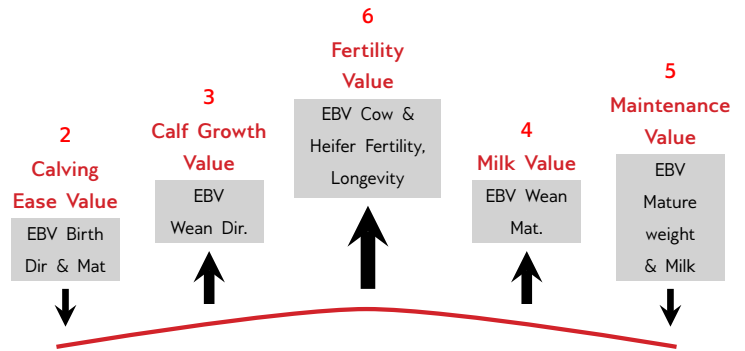 2
Calving
Ease Value
EBV Birth
Dir & Mat
3
Calf Growth
Value
EBV
Wean Dir.
6
Fertility
Value
EBV Cow &
Heifer Fertility,
Longevity
4
Milk Value
EBV Wean
Mat.
5
Maintenance
Value
EBV
Mature
weight
& Milk